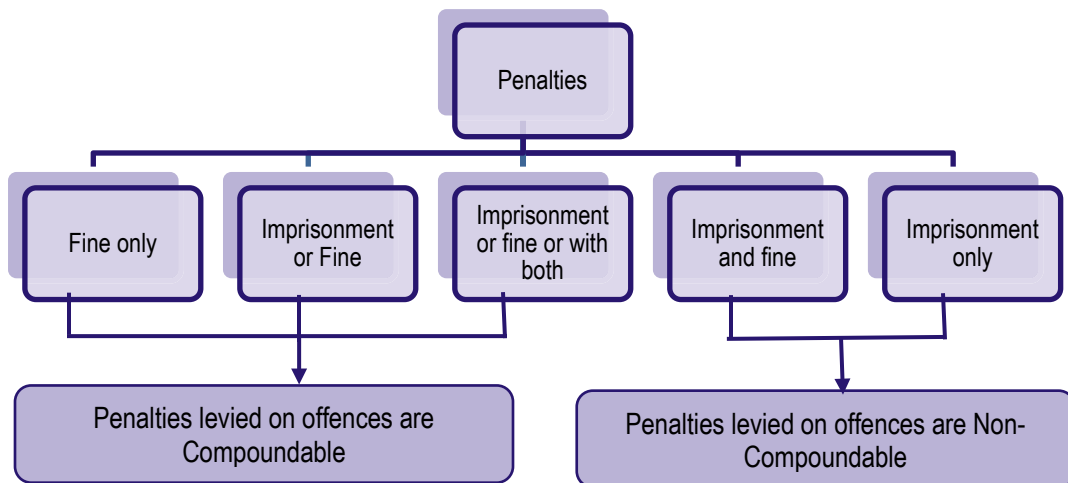 Penalties
Fine only
Imprisonment
or Fine
Imprisonment
or fine or with
both
Imprisonment
and fine
Imprisonment
only
Penalties levied on offences are
Compoundable
Penalties levied on offences are Non-
Compoundable